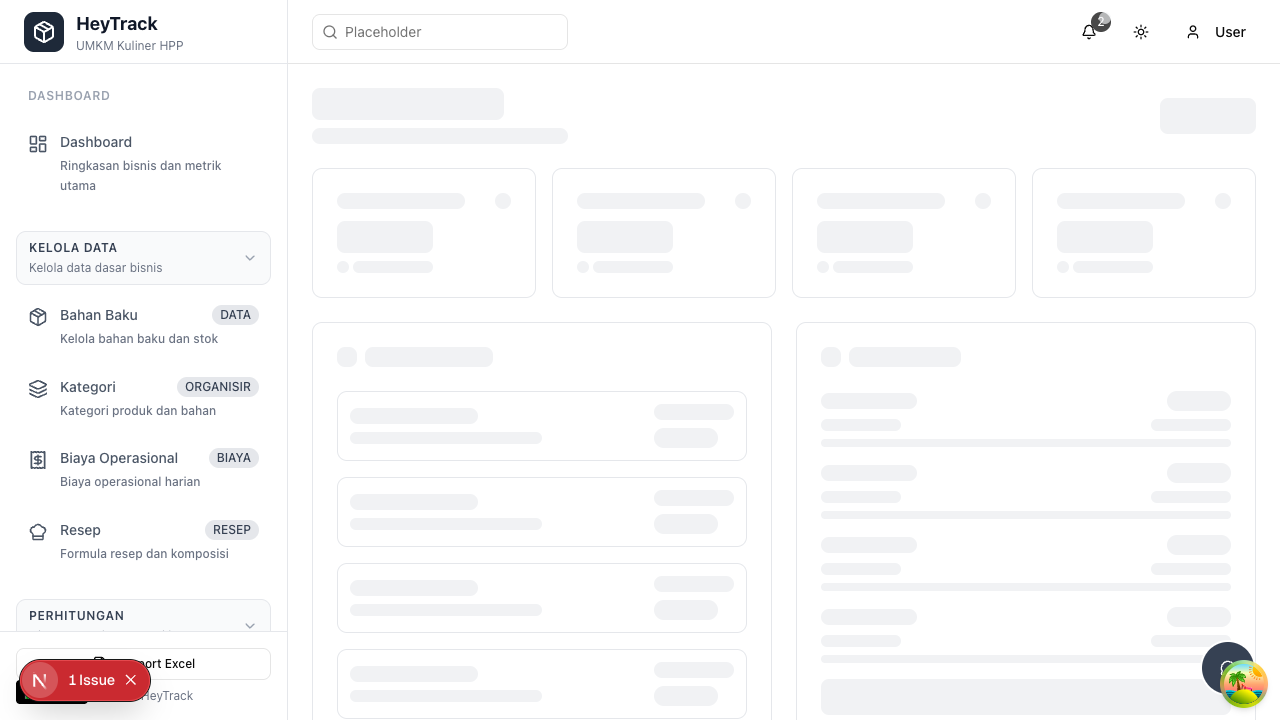 HeyTrack
UMKM Kuliner HPP
Placeholder
2
User
DASHBOARD
Dashboard
Ringkasan bisnis dan metrik
utama
KELOLA DATA
Kelola data dasar bisnis
Bahan Baku
DATA
Kelola bahan baku dan stok
Kategori
ORGANISIR
Kategori produk dan bahan
Biaya Operasional
BIAYA
Biaya operasional harian
Resep
RESEP
Formula resep dan komposisi
PERHITUNGAN
Excel
1 Issue
HeyTrack